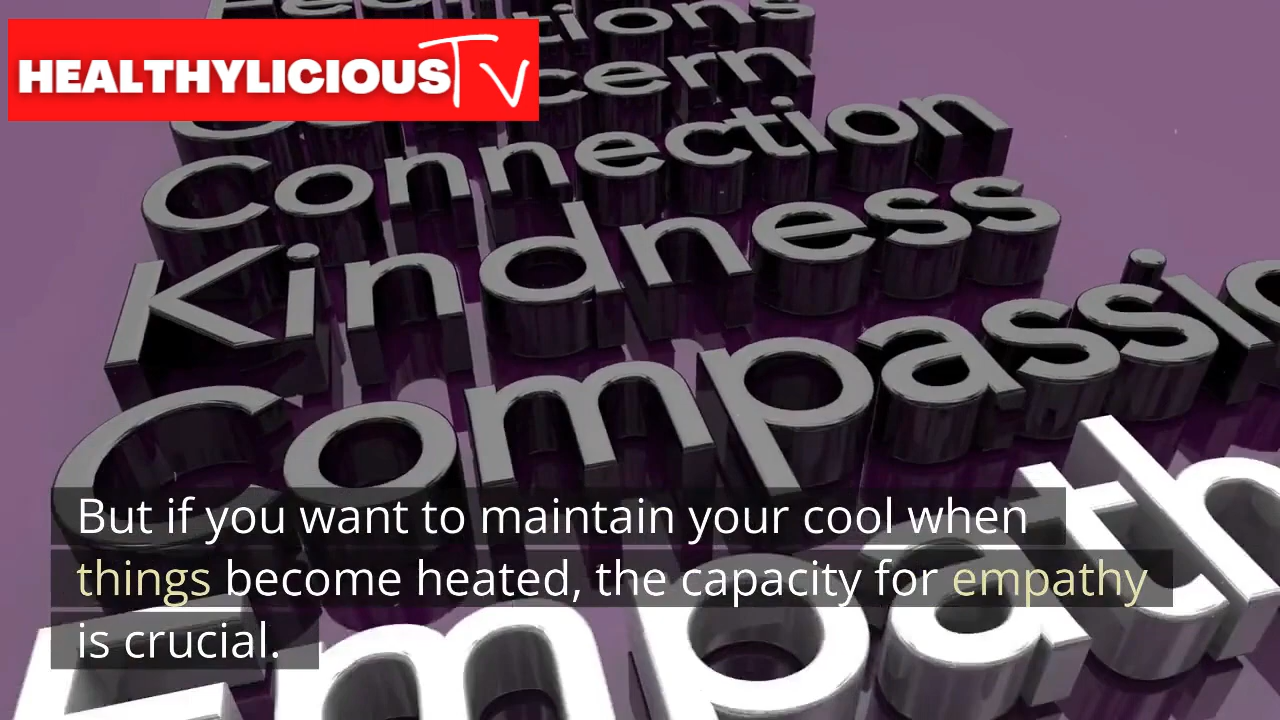 HEALTHYLICIOUS TV
Connection
Kindness
But if you want to maintain your cool when
things become heated, the capacity for empathy
is crucial.